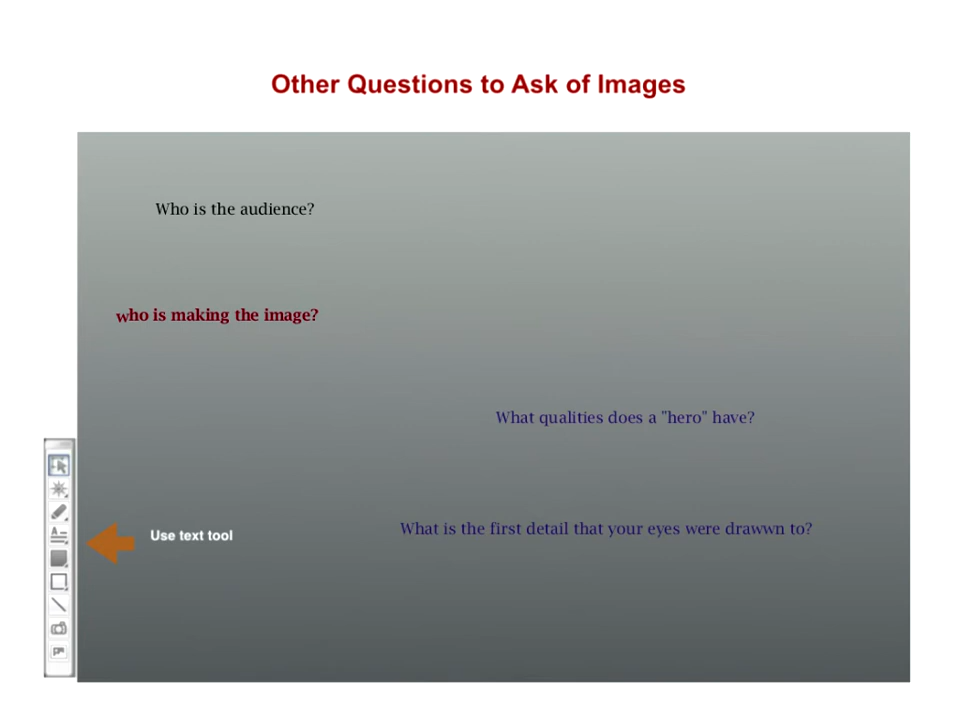 Other Questions to Ask of Images
Who is the audience?
who is making the image?
What qualities does a "hero" have?
What is the first detail that your eyes were drawwn to?
Use text tool